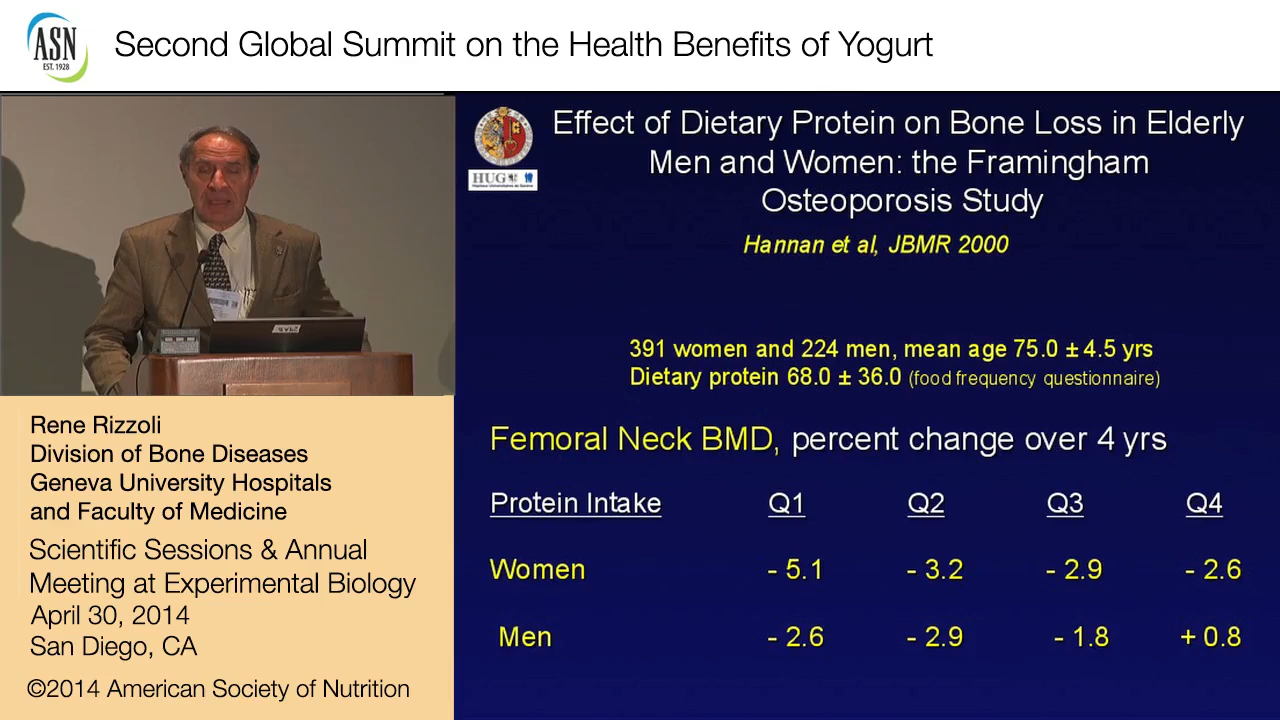 ASN
EST. 1928
Second Global Summit on the Health Benefits of Yogurt
HUG
Effect of Dietary Protein on Bone Loss in Elderly
Men and Women: the Framingham
Osteoporosis Study
Hannan et al, JBMR 2000
391 women and 224 men, mean age 75.0 ± 4.5 yrs
Dietary protein 68.0 ± 36.0 (food frequency questionnaire)
Femoral Neck BMD, percent change over 4 yrs
Protein Intake Q1 Q2 Q3 Q4
Women - 5.1 - 3.2 - 2.9 - 2.6
Men - 2.6 - 2.9 - 1.8 + 0.8
Rene Rizzoli
Division of Bone Diseases
Geneva University Hospitals
and Faculty of Medicine
Scientific Sessions & Annual
Meeting at Experimental Biology
April 30, 2014
San Diego, CA
©2014 American Society of Nutrition